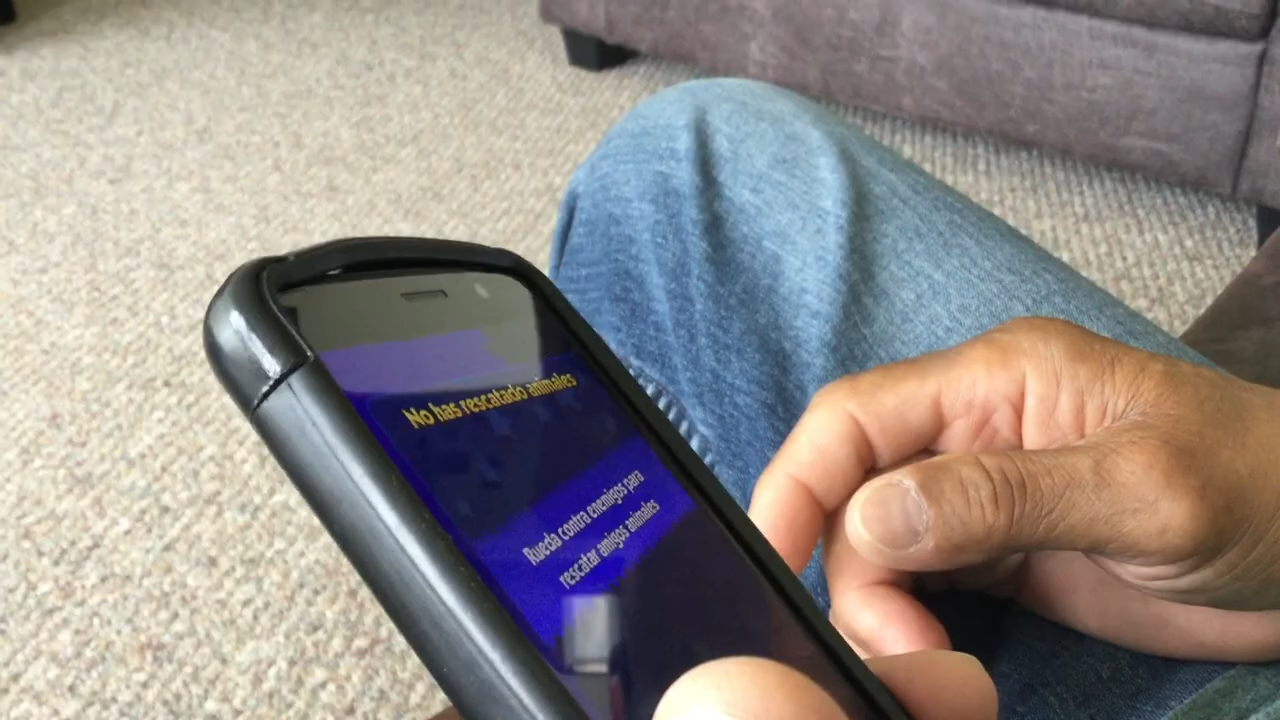 No has rescatado animales
Rueda contra enemigos para
rescatar amigos animales